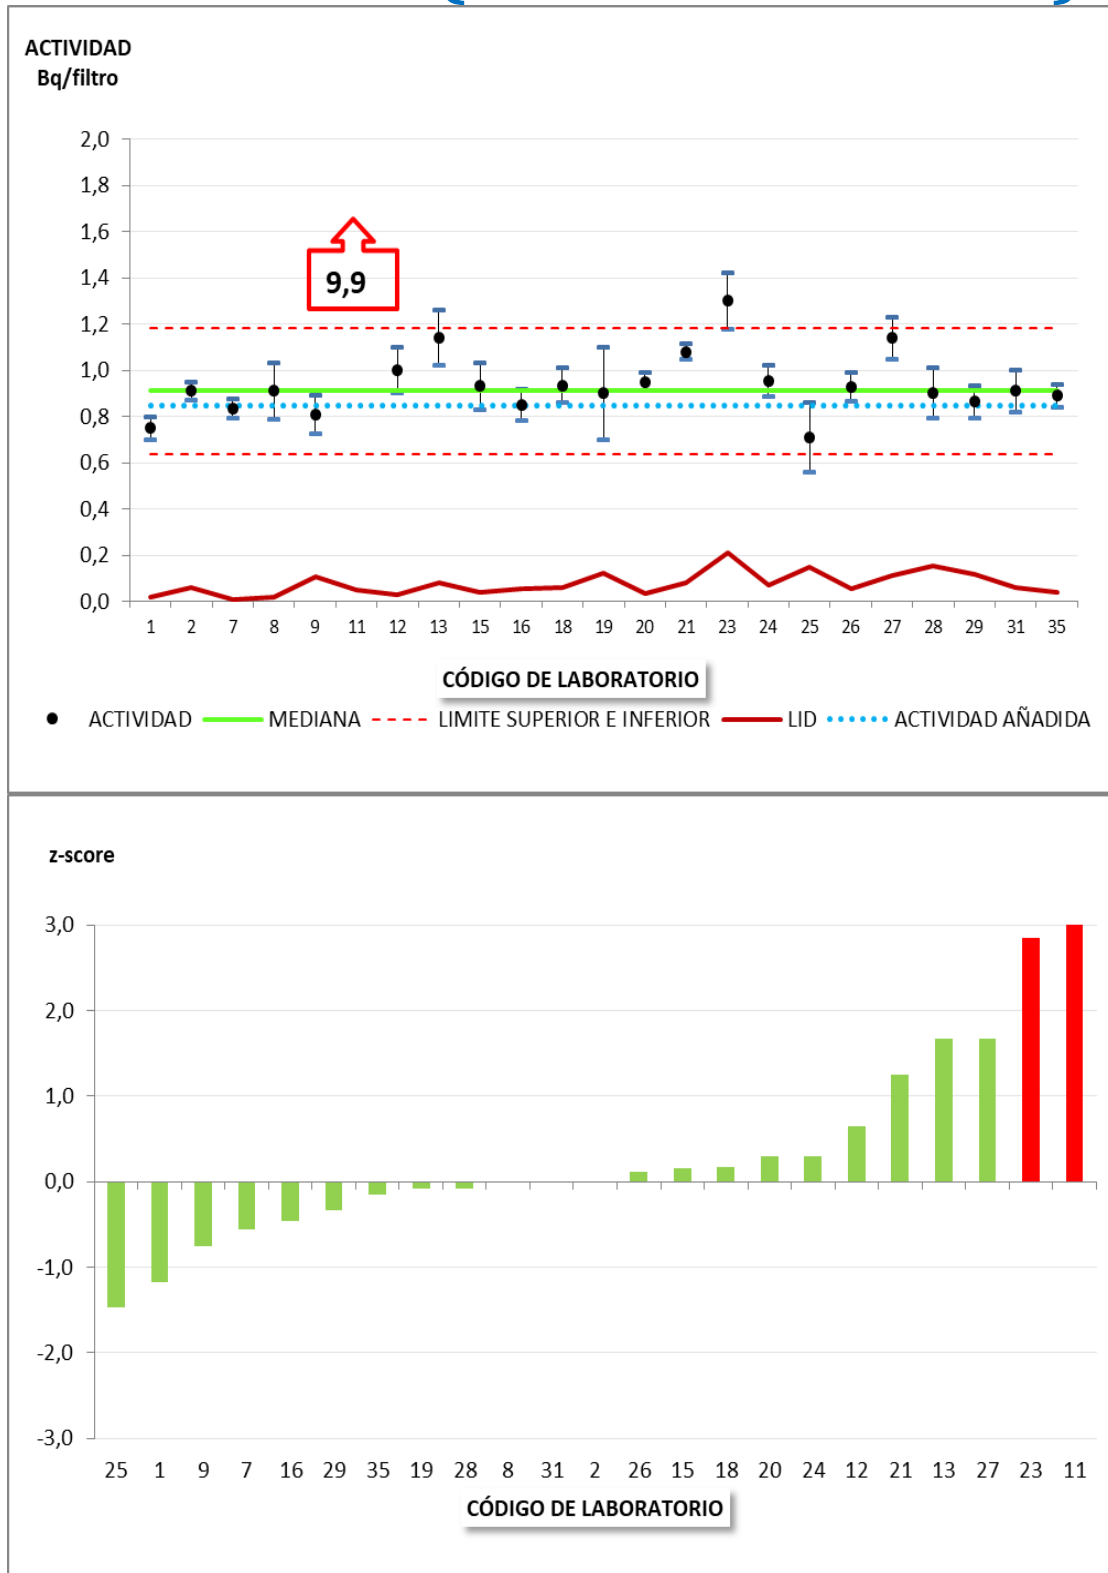 ACTIVIDAD
Bq/filtro
2,0
1,8
1,6
1,4
1,2
1,0
0,8
0,6
0,4
0,2
0,0
9,9
1 2 7 8 9 11 12 13 15 16 18 19 20 21 23 24 25 26 27 28 29 31 35
CÓDIGO DE LABORATORIO
ACTIVIDAD MEDIANA LIMITE SUPERIOR E INFERIOR LID ACTIVIDAD AÑADIDA
z-score
3,0
2,0
1,0
0,0
-1,0
-2,0
-3,0
25 1 9 7 16 29 35 19 28 8 31 2 26 15 18 20 24 12 21 13 27 23 11
CÓDIGO DE LABORATORIO